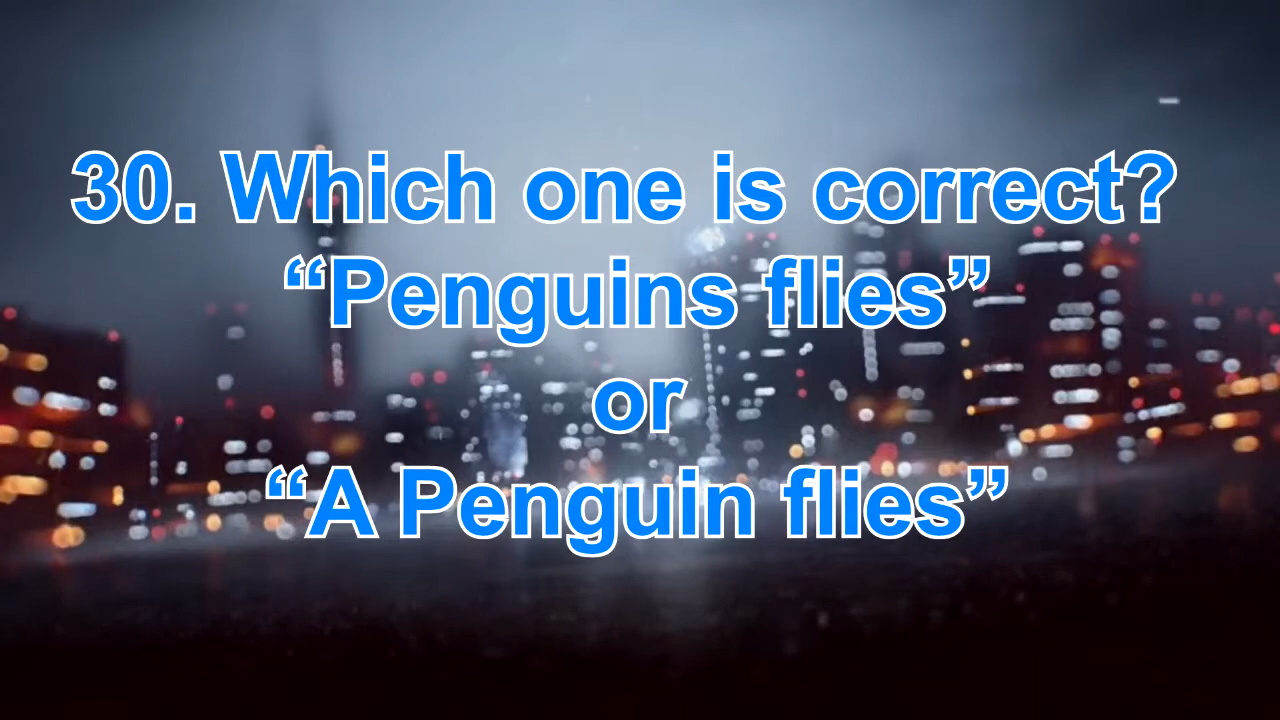 30. Which one is correct?
“Penguins flies”
or
“A Penguin flies”